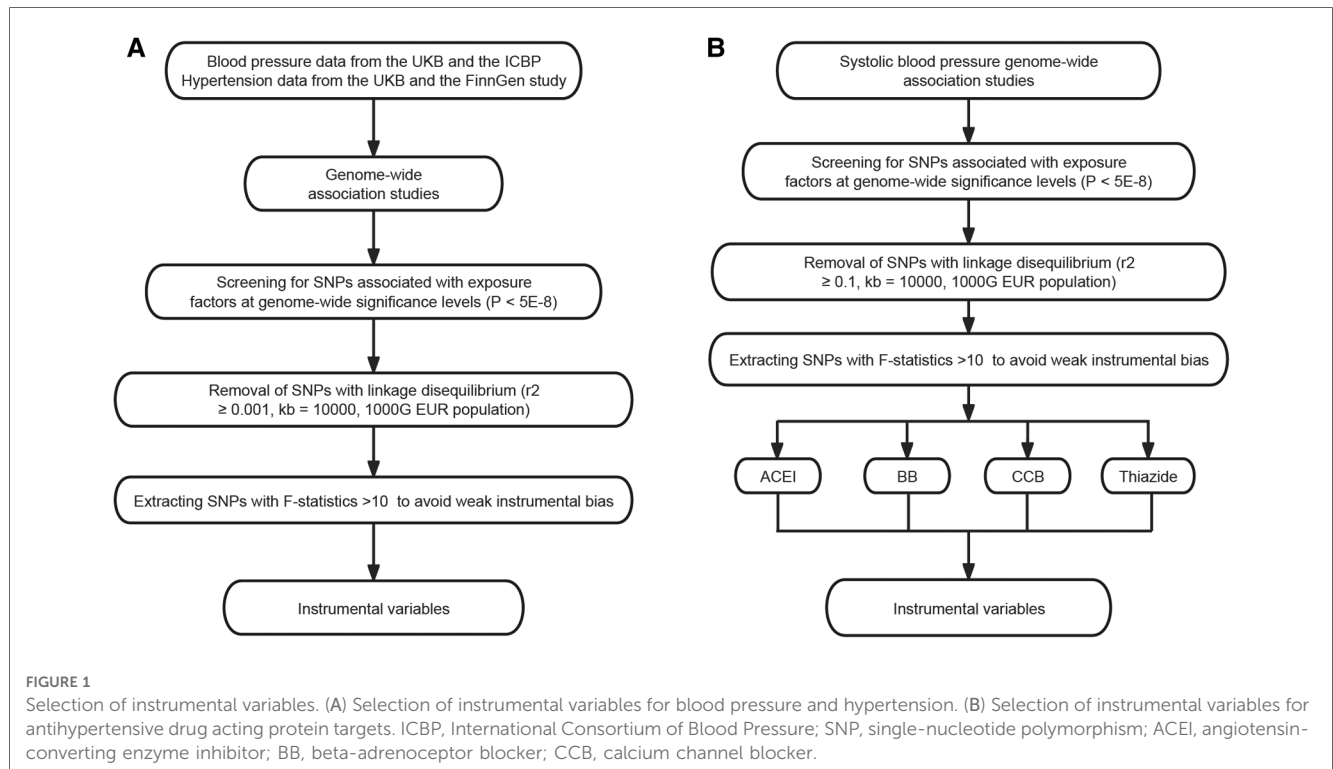 A
Blood pressure data from the UKB and the ICBP
Hypertension data from the UKB and the FinnGen study
Genome-wide
association studies
Screening for SNPs associated with exposure
factors at genome-wide significance levels (P < 5E-8)
Removal of SNPs with linkage disequilibrium (r2
≥ 0.001, kb = 10000, 1000G EUR population)
Extracting SNPs with F-statistics >10  to avoid weak instrumental bias
Instrumental variables
B
Systolic blood pressure genome-wide
association studies
Screening for SNPs associated with exposure
factors at genome-wide significance levels (P < 5E-8)
Removal of SNPs with linkage disequilibrium (r2
≥ 0.1, kb = 10000, 1000G EUR population)
Extracting SNPs with F-statistics >10  to avoid weak instrumental bias
ACEI
BB
CCB
Thiazide
Instrumental variables
FIGURE 1
Selection of instrumental variables. (A) Selection of instrumental variables for blood pressure and hypertension. (B) Selection of instrumental variables for
antihypertensive drug acting protein targets. ICBP, International Consortium of Blood Pressure; SNP, single-nucleotide polymorphism; ACEI, angiotensin-
converting enzyme inhibitor; BB, beta-adrenoceptor blocker; CCB, calcium channel blocker.